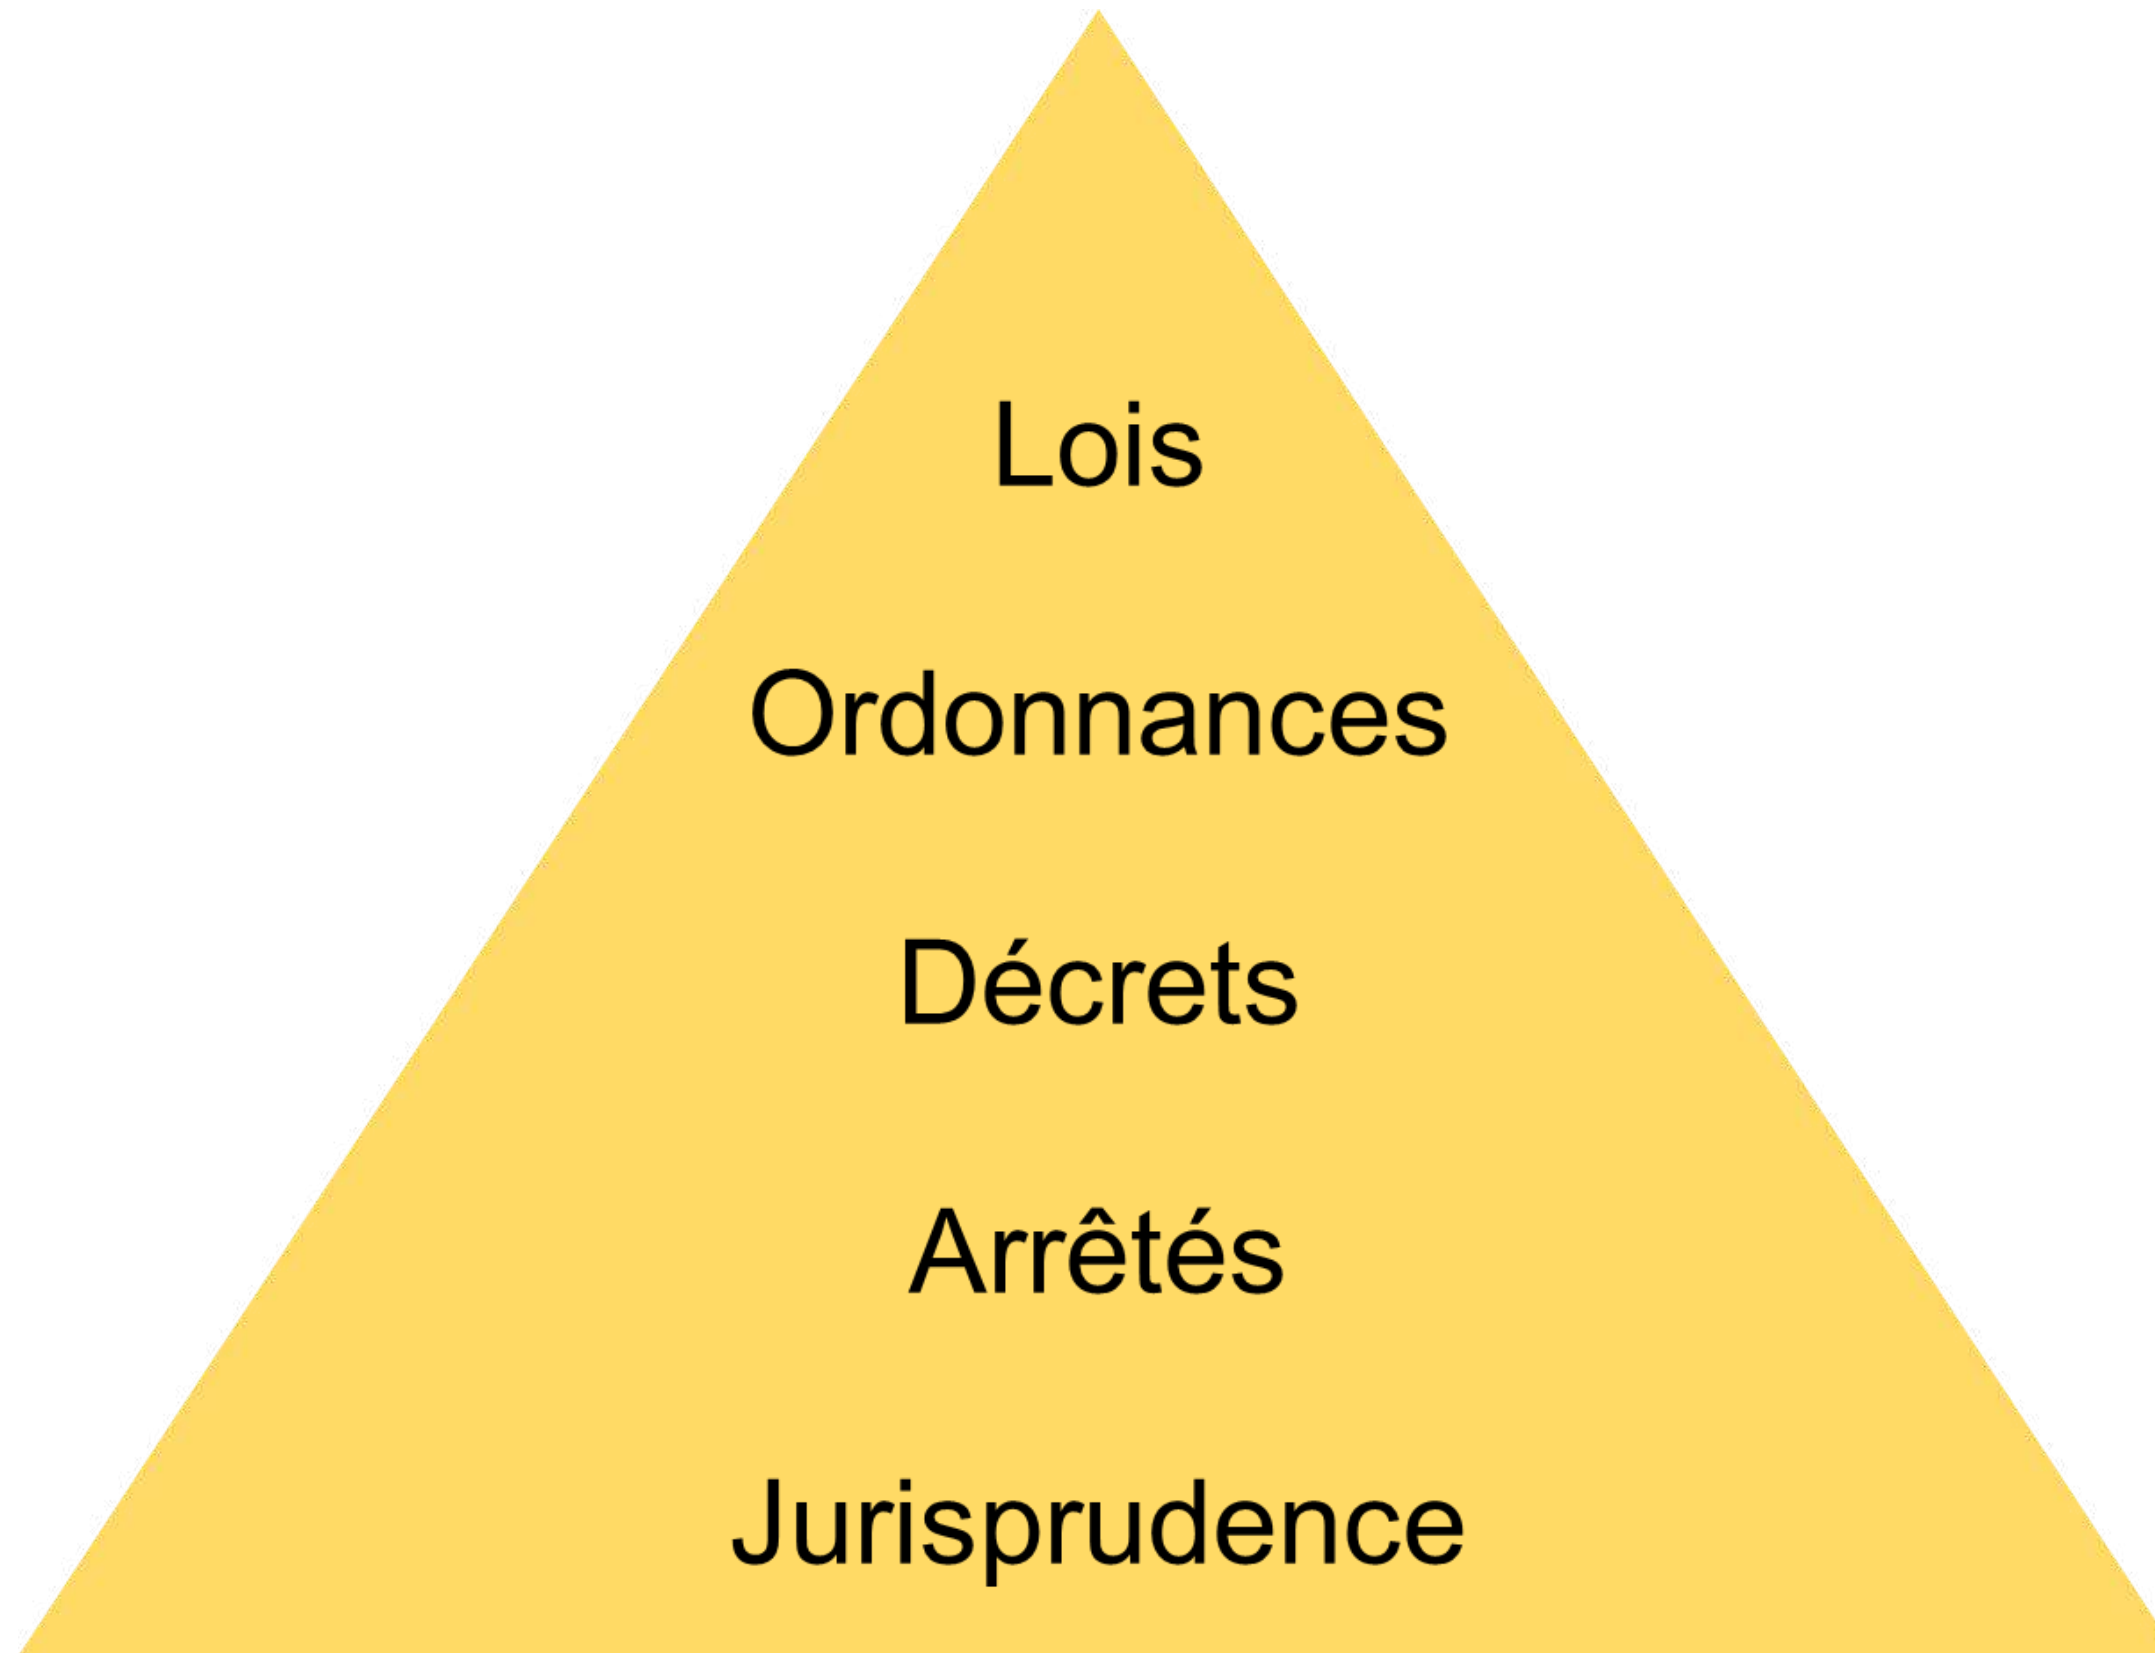 Lois
Ordonnances
Décrets
Arrêtés
Jurisprudence